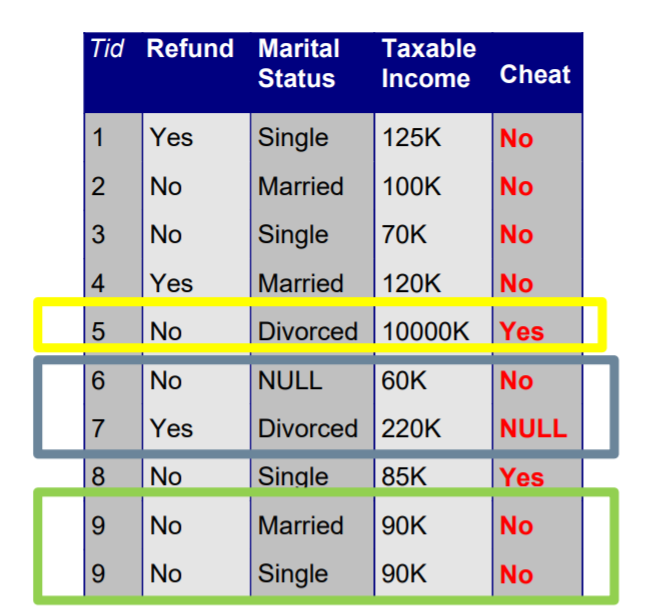 Tid Refund Marital Status Taxable Income Cheat
1 Yes Single 125K No
2 No Married 100K No
3 No Single 70K No
4 Yes Married 120K No
5 No Divorced 10000K Yes
6 No NULL 60K No
7 Yes Divorced 220K NULL
8 No Single 85K Yes
9 No Married 90K No
9 No Single 90K No